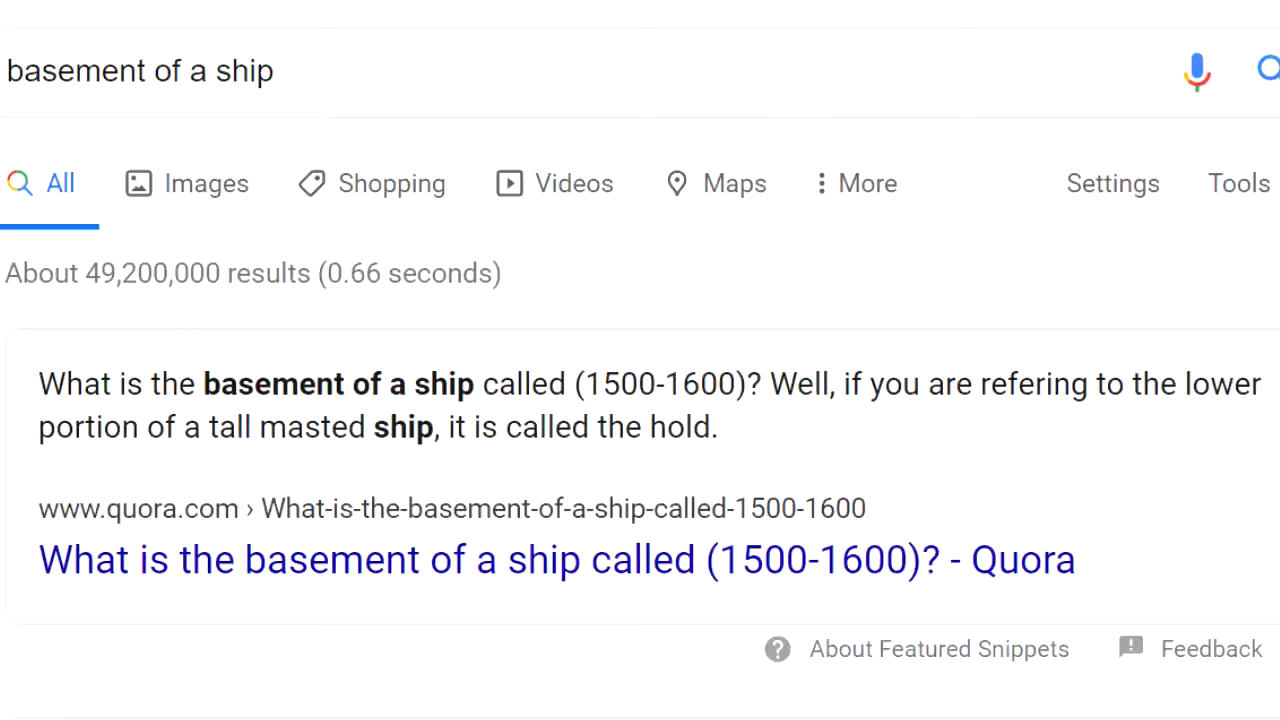 basement of a ship
All Images Shopping Videos Maps More Settings Tools
About 49,200,000 results (0.66 seconds)
What is the basement of a ship called (1500-1600)? Well, if you are refering to the lower
portion of a tall masted ship, it is called the hold.
www.quora.com › What-is-the-basement-of-a-ship-called-1500-1600
What is the basement of a ship called (1500-1600)? - Quora
About Featured Snippets Feedback